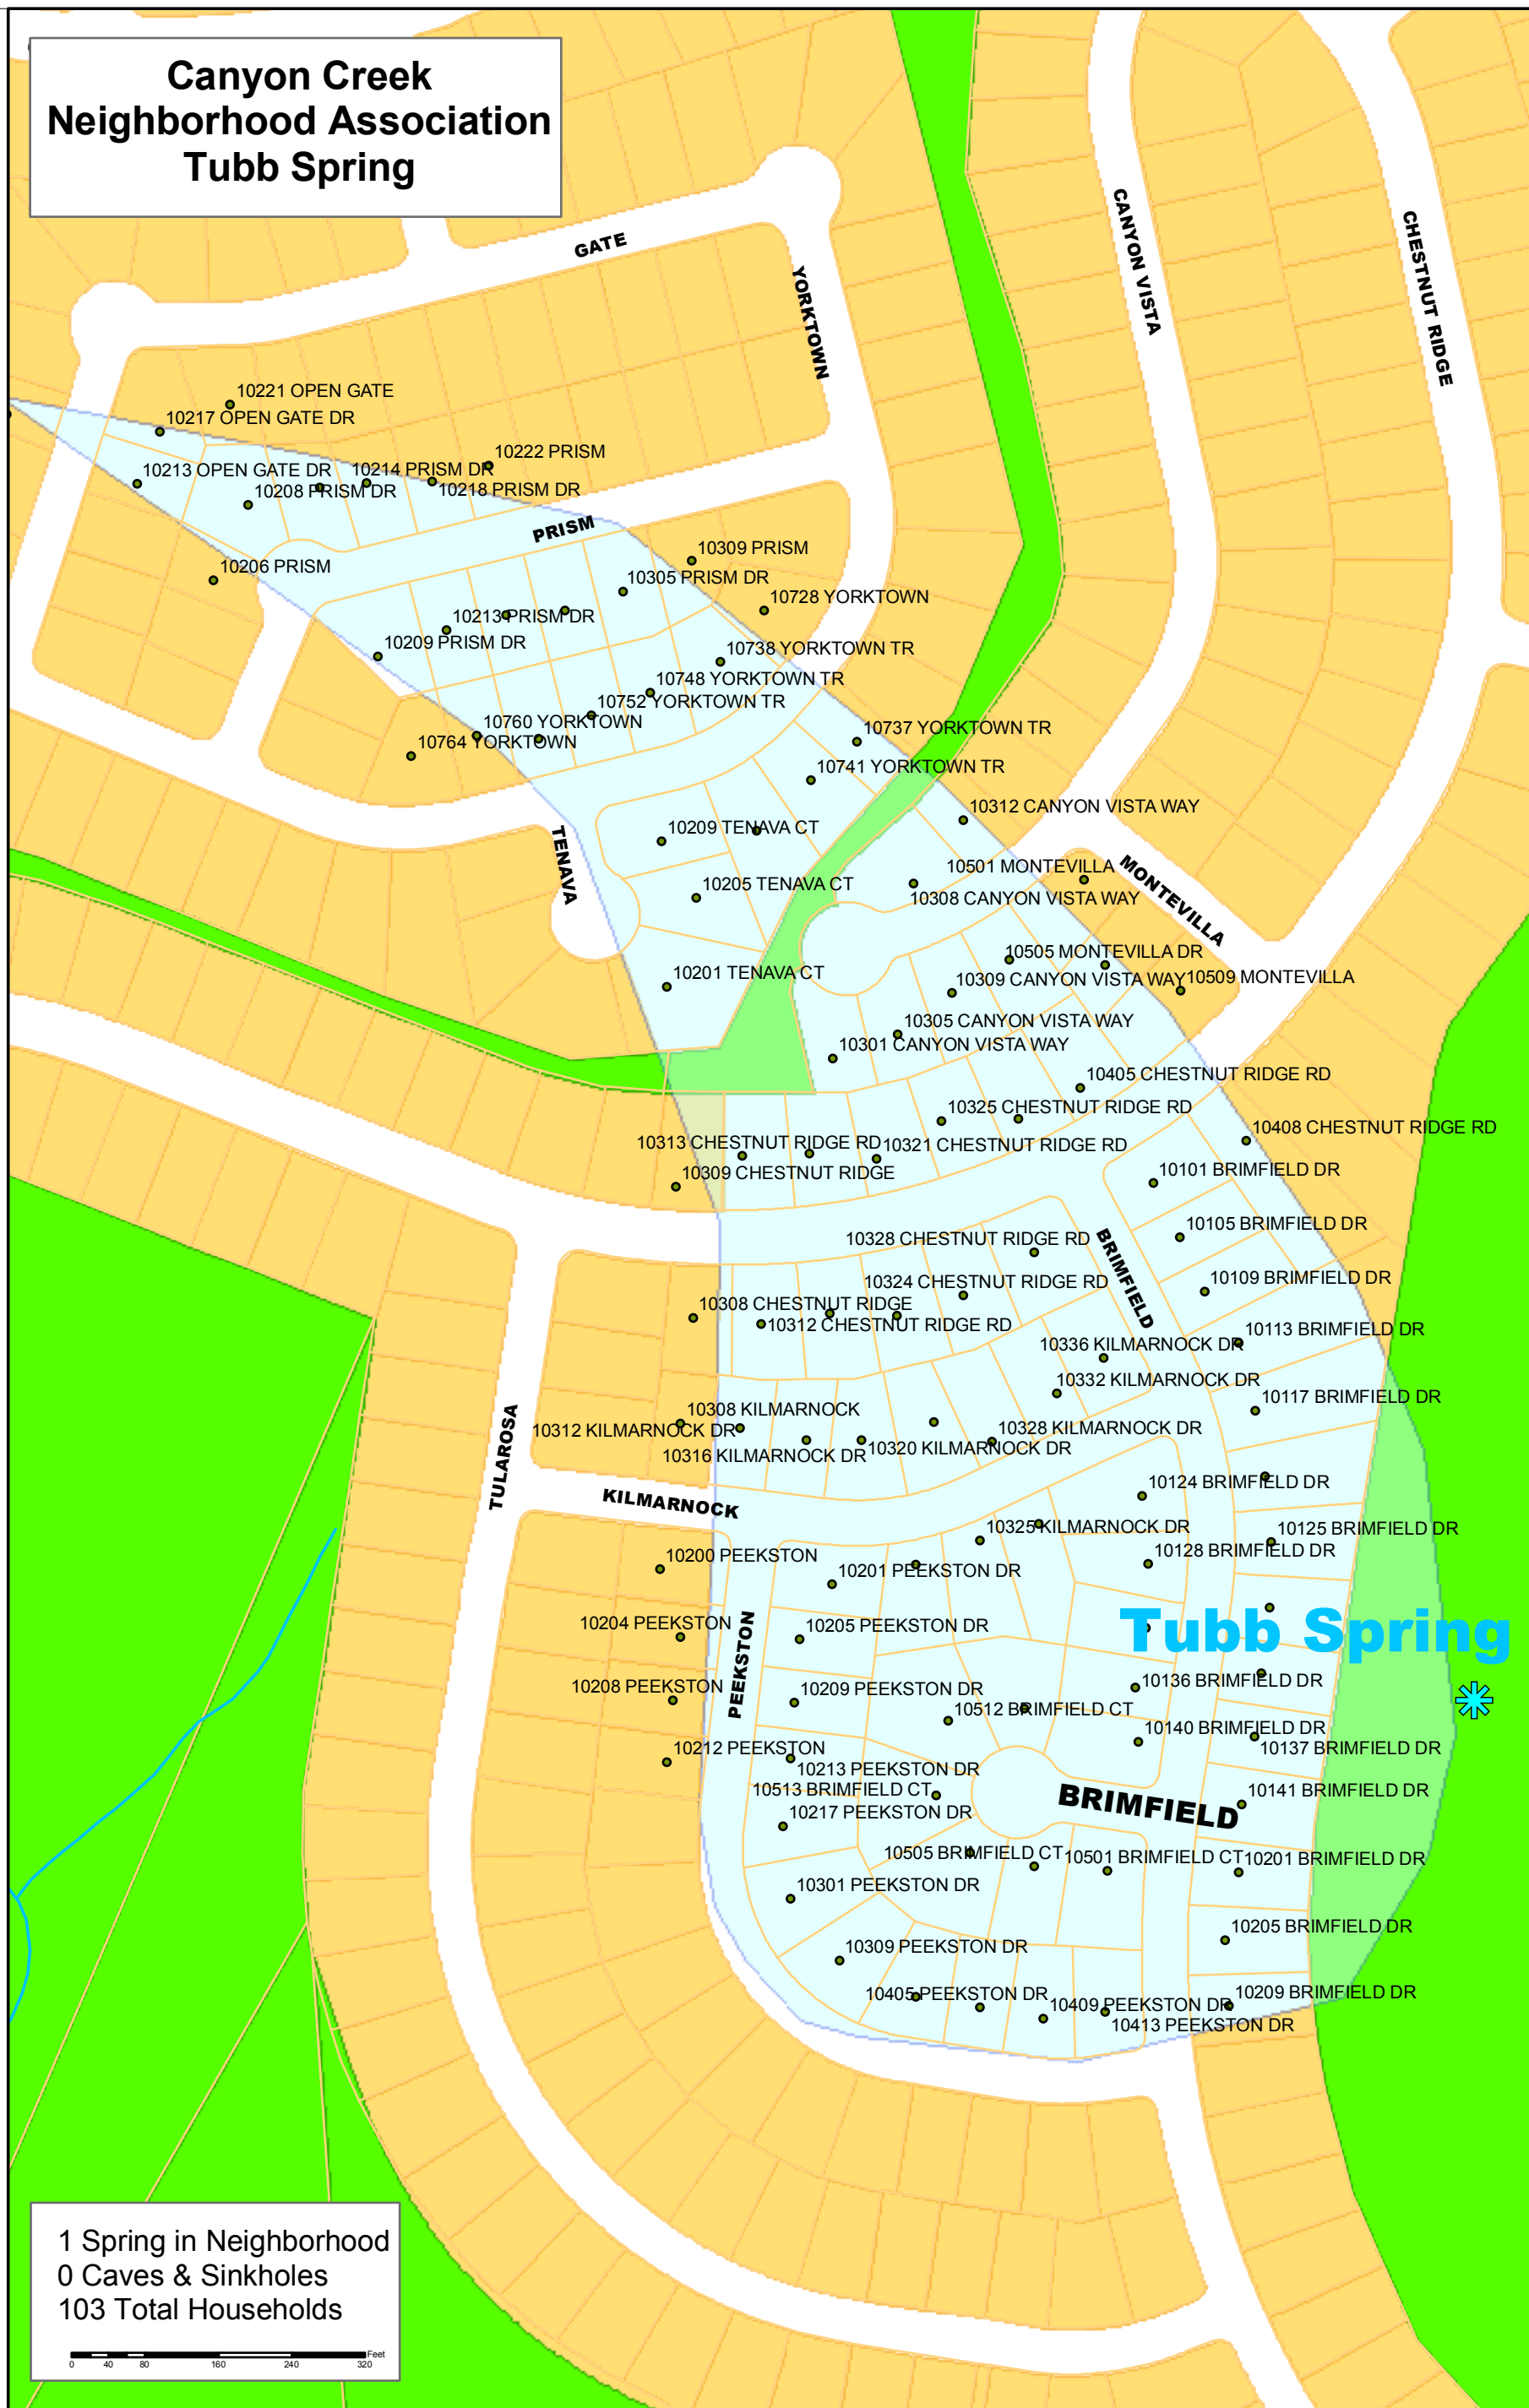 Canyon Creek
Neighborhood Association
Tubb Spring
GATE
YORKTOWN
CANYON VISTA
CHESTNUT RIDGE
10221 OPEN GATE
10217 OPEN GATE DR
10222 PRISM
10213 OPEN GATE DR
10214 PRISM DR
10208 PRISM DR
10218 PRISM DR
PRISM
10309 PRISM
10206 PRISM
10305 PRISM DR
10728 YORKTOWN
10213 PRISM DR
10209 PRISM DR
10738 YORKTOWN TR
10748 YORKTOWN TR
10752 YORKTOWN TR
10760 YORKTOWN
10764 YORKTOWN
10737 YORKTOWN TR
10741 YORKTOWN TR
10312 CANYON VISTA WAY
10209 TENAVA CT
TENAVA
10501 MONTEVILLA
MONTEVILLA
10205 TENAVA CT
10308 CANYON VISTA WAY
10505 MONTEVILLA DR
10201 TENAVA CT
10309 CANYON VISTA WAY
10509 MONTEVILLA
10305 CANYON VISTA WAY
10301 CANYON VISTA WAY
10405 CHESTNUT RIDGE RD
10325 CHESTNUT RIDGE RD
10408 CHESTNUT RIDGE RD
10313 CHESTNUT RIDGE RD
10321 CHESTNUT RIDGE RD
10309 CHESTNUT RIDGE
10101 BRIMFIELD DR
10105 BRIMFIELD DR
10328 CHESTNUT RIDGE RD
BRIMFIELD
10324 CHESTNUT RIDGE RD
10109 BRIMFIELD DR
10308 CHESTNUT RIDGE
10312 CHESTNUT RIDGE RD
10113 BRIMFIELD DR
10336 KILMARNOCK DR
10332 KILMARNOCK DR
10117 BRIMFIELD DR
10308 KILMARNOCK
10312 KILMARNOCK DR
10328 KILMARNOCK DR
10316 KILMARNOCK DR
10320 KILMARNOCK DR
TULAROSA
10124 BRIMFIELD DR
KILMARNOCK
10325 KILMARNOCK DR
10125 BRIMFIELD DR
10128 BRIMFIELD DR
10200 PEEKSTON
10201 PEEKSTON DR
10204 PEEKSTON
10205 PEEKSTON DR
Tubb Spring
PEEKSTON
10208 PEEKSTON
10136 BRIMFIELD DR
10209 PEEKSTON DR
10512 BRIMFIELD CT
10140 BRIMFIELD DR
10137 BRIMFIELD DR
10212 PEEKSTON
10213 PEEKSTON DR
10513 BRIMFIELD CT
10141 BRIMFIELD DR
BRIMFIELD
10217 PEEKSTON DR
10505 BRIMFIELD CT
10501 BRIMFIELD CT
10201 BRIMFIELD DR
10301 PEEKSTON DR
10205 BRIMFIELD DR
10309 PEEKSTON DR
10405 PEEKSTON DR
10209 BRIMFIELD DR
10409 PEEKSTON DR
10413 PEEKSTON DR
1 Spring in Neighborhood
0 Caves & Sinkholes
103 Total Households
Feet
0 40 80 160 240 320